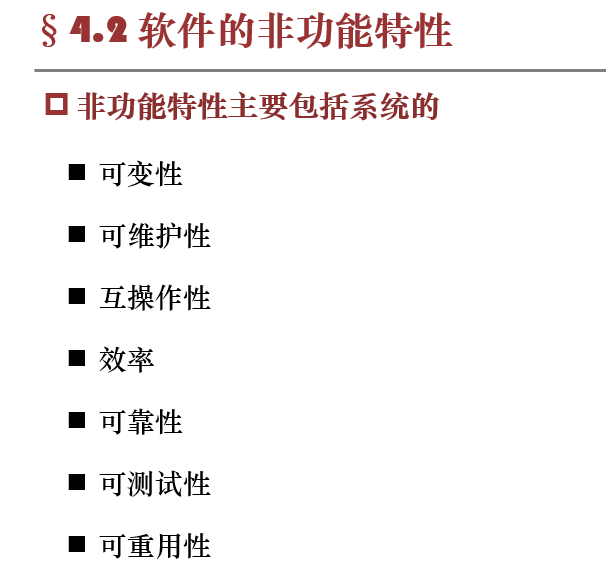 § 4.2 软件的非功能特性
非功能特性主要包括系统的
可变性
可维护性
互操作性
效率
可靠性
可测试性
可重用性